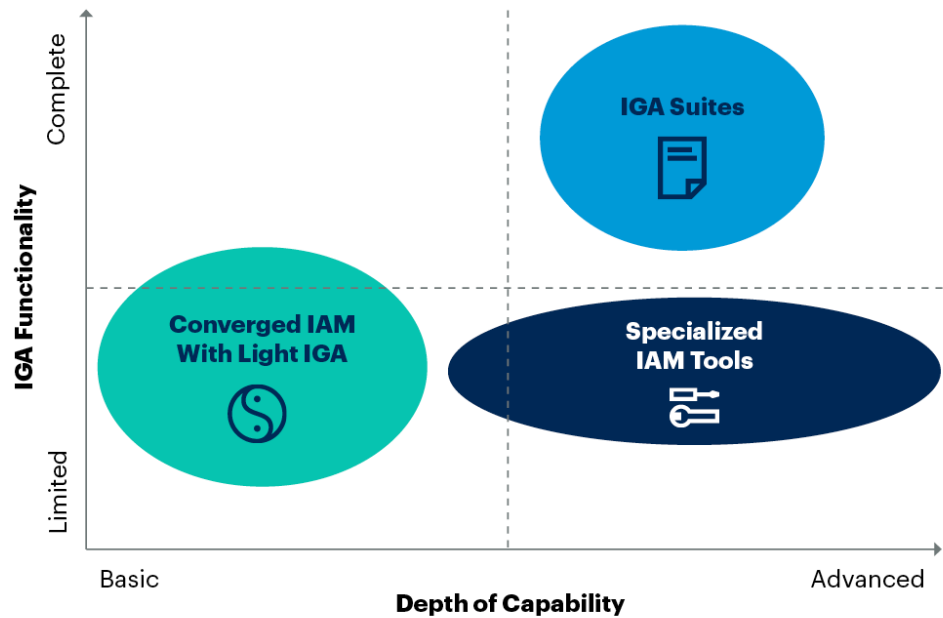 Complete
IGA Functionality
Limited
IGA Suites
Converged IAM
With Light IGA
Specialized
IAM Tools
Basic
Advanced
Depth of Capability